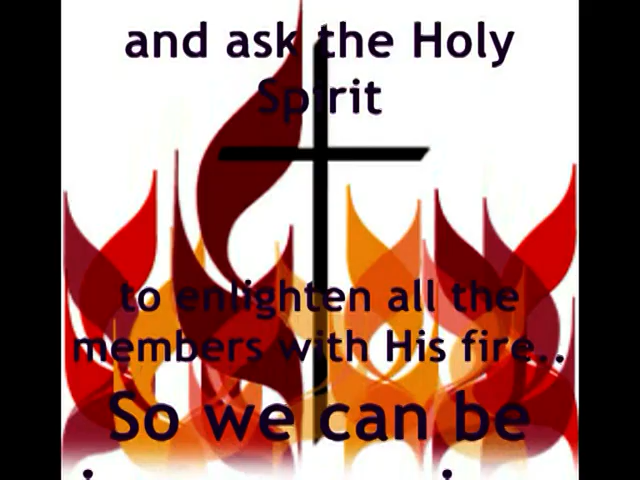 and ask the Holy
Spirit
to enlighten all the
members with His fire..
So we can be